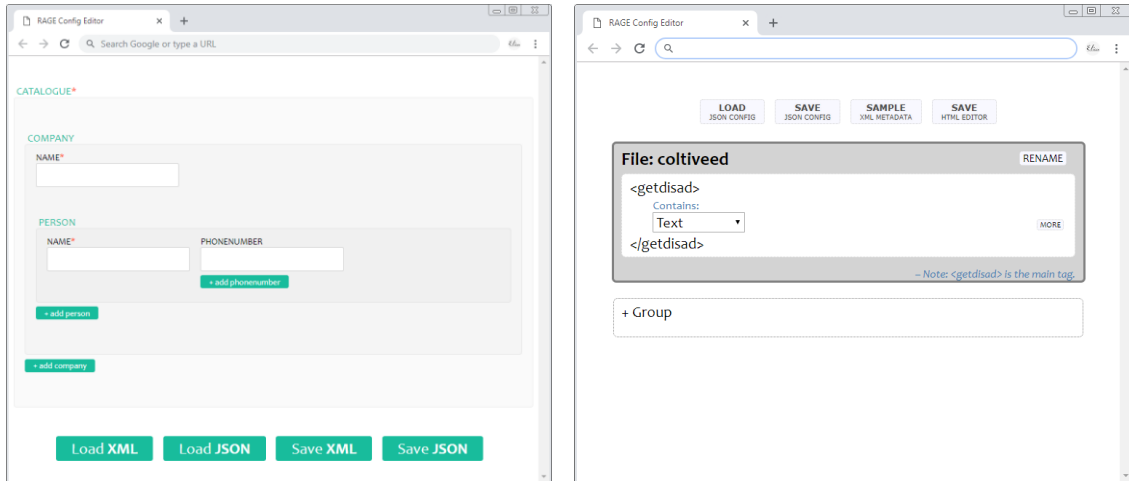 RAGE Config Editor
Search Google or type a URL
CATALOGUE*
COMPANY
NAME*
PERSON
NAME* PHONENUMBER
+ add phonenumber
+ add person
+ add company
Load XML Load JSON Save XML Save JSON
RAGE Config Editor
LOAD SAVE SAMPLE SAVE
JSON CONFIG JSON CONFIG XML METADATA HTML EDITOR
File: coltiveed RENAME
<getdisad>
Contains:
Text
MORE
</getdisad>
– Note: <getdisad> is the main tag.
+ Group